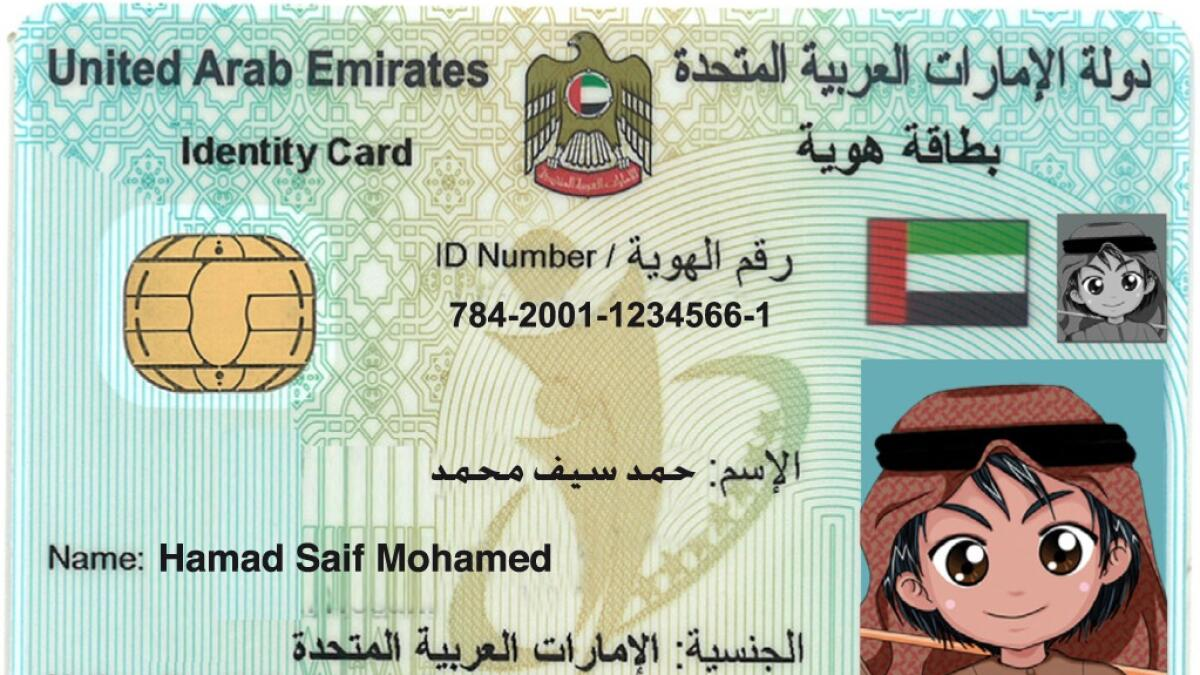 United Arab Emirates
دولة الإمارات العربية المتحدة
Identity Card
بطاقة هوية
ID Number / رقم الهوية
784-2001-1234566-1
الإسم: حمد سيف محمد
Name: Hamad Saif Mohamed
الجنسية: الإمارات العربية المتحدة